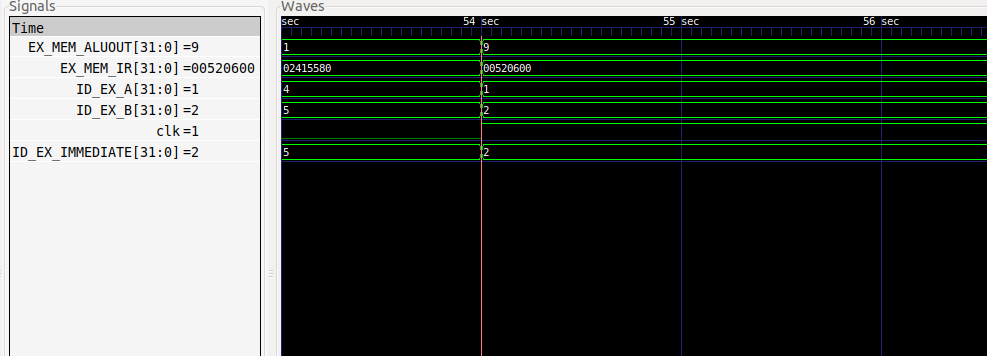 Signals
Waves
Time
EX_MEM_ALUOUT[31:0] =9
EX_MEM_IR[31:0] =00520600
ID_EX_A[31:0] =1
ID_EX_B[31:0] =2
clk =1
ID_EX_IMMEDIATE[31:0] =2
sec 54 sec 55 sec 56 sec
1 9
02415580 00520600
4 1
5 2
5 2